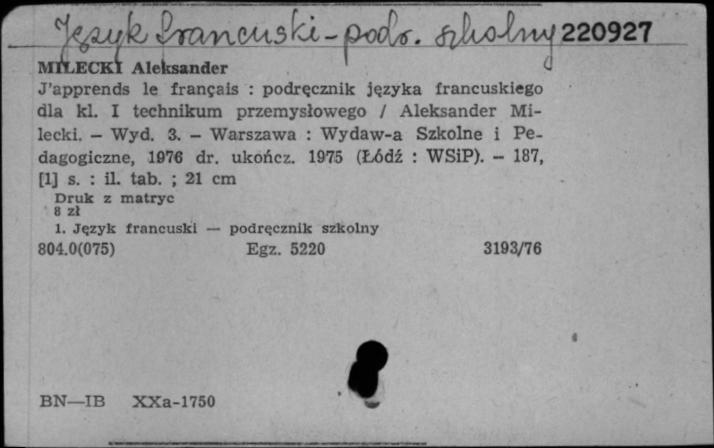 Język francuski - podr. szkolny 220927
MILECKI Aleksander
J'apprends le français : podręcznik języka francuskiego
dla kl. I technikum przemysłowego / Aleksander Mi-
lecki. — Wyd. 3. — Warszawa : Wydaw-a Szkolne i Pe-
dagogiczne, 1976 dr. ukończ. 1975 (Łódź : WSiP). — 187,
[1] s. : il. tab. ; 21 cm
Druk z matryc
8 zł
1. Język francuski — podręcznik szkolny
804.0(075) Egz. 5220 3193/76
BN—IB XXa-1750